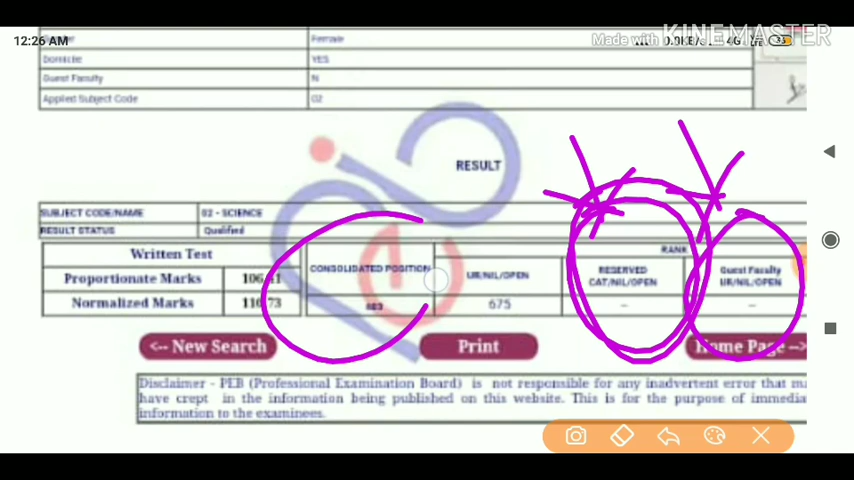 12:26 AM
Made with KINEMASTER
Female
Domicile YES
Guest Faculty N
Applied Subject Code 02
RESULT
SUBJECT CODE/NAME 02 - SCIENCE
RESULT STATUS Qualified
Written Test CONSOLIDATED POSITION RANK
UR/NIL/OPEN RESERVED CAT/NIL/OPEN Guest Faculty UR/NIL/OPEN
Proportionate Marks
Normalized Marks 675 – –
<-- New Search Print Home Page -->
Disclaimer - PEB (Professional Examination Board) is not responsible for any inadvertent error that
have crept in the information being published on this website. This is for the purpose of
information to the examinees.